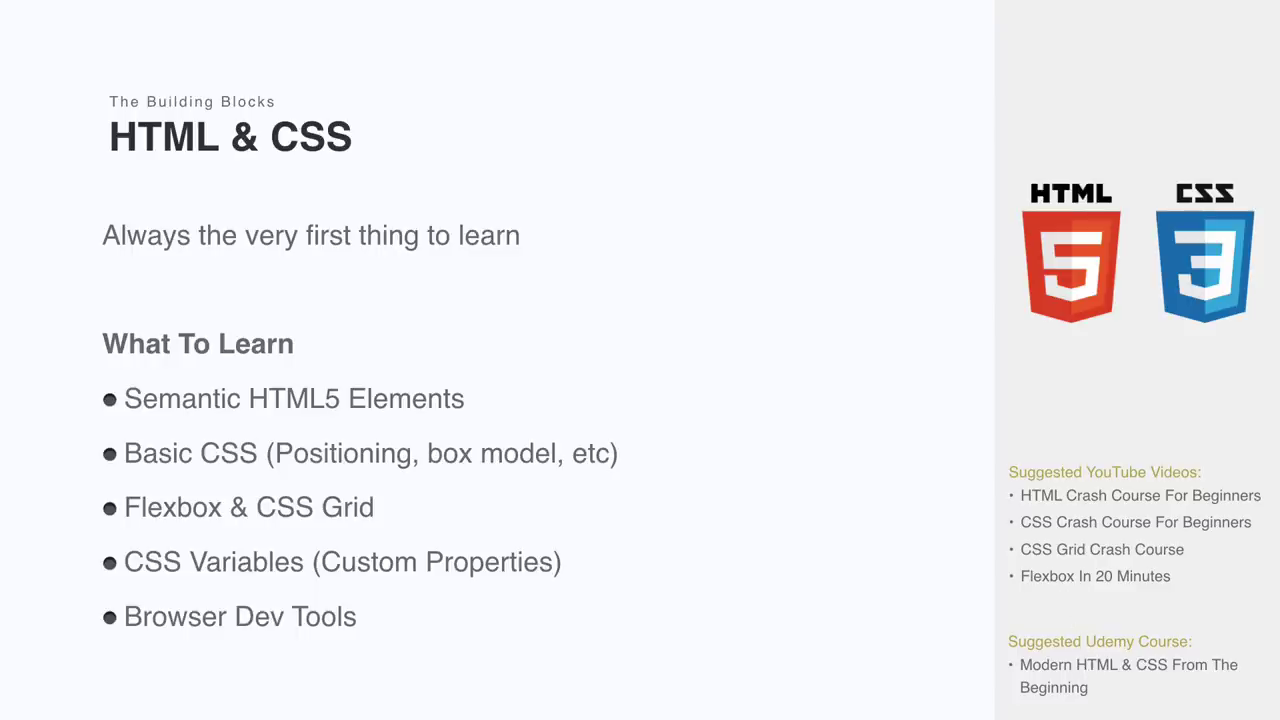 The Building Blocks
HTML & CSS
Always the very first thing to learn
What To Learn
● Semantic HTML5 Elements
● Basic CSS (Positioning, box model, etc)
● Flexbox & CSS Grid
● CSS Variables (Custom Properties)
● Browser Dev Tools
HTML CSS
5 3
Suggested YouTube Videos:
• HTML Crash Course For Beginners
• CSS Crash Course For Beginners
• CSS Grid Crash Course
• Flexbox In 20 Minutes
Suggested Udemy Course:
• Modern HTML & CSS From The
Beginning